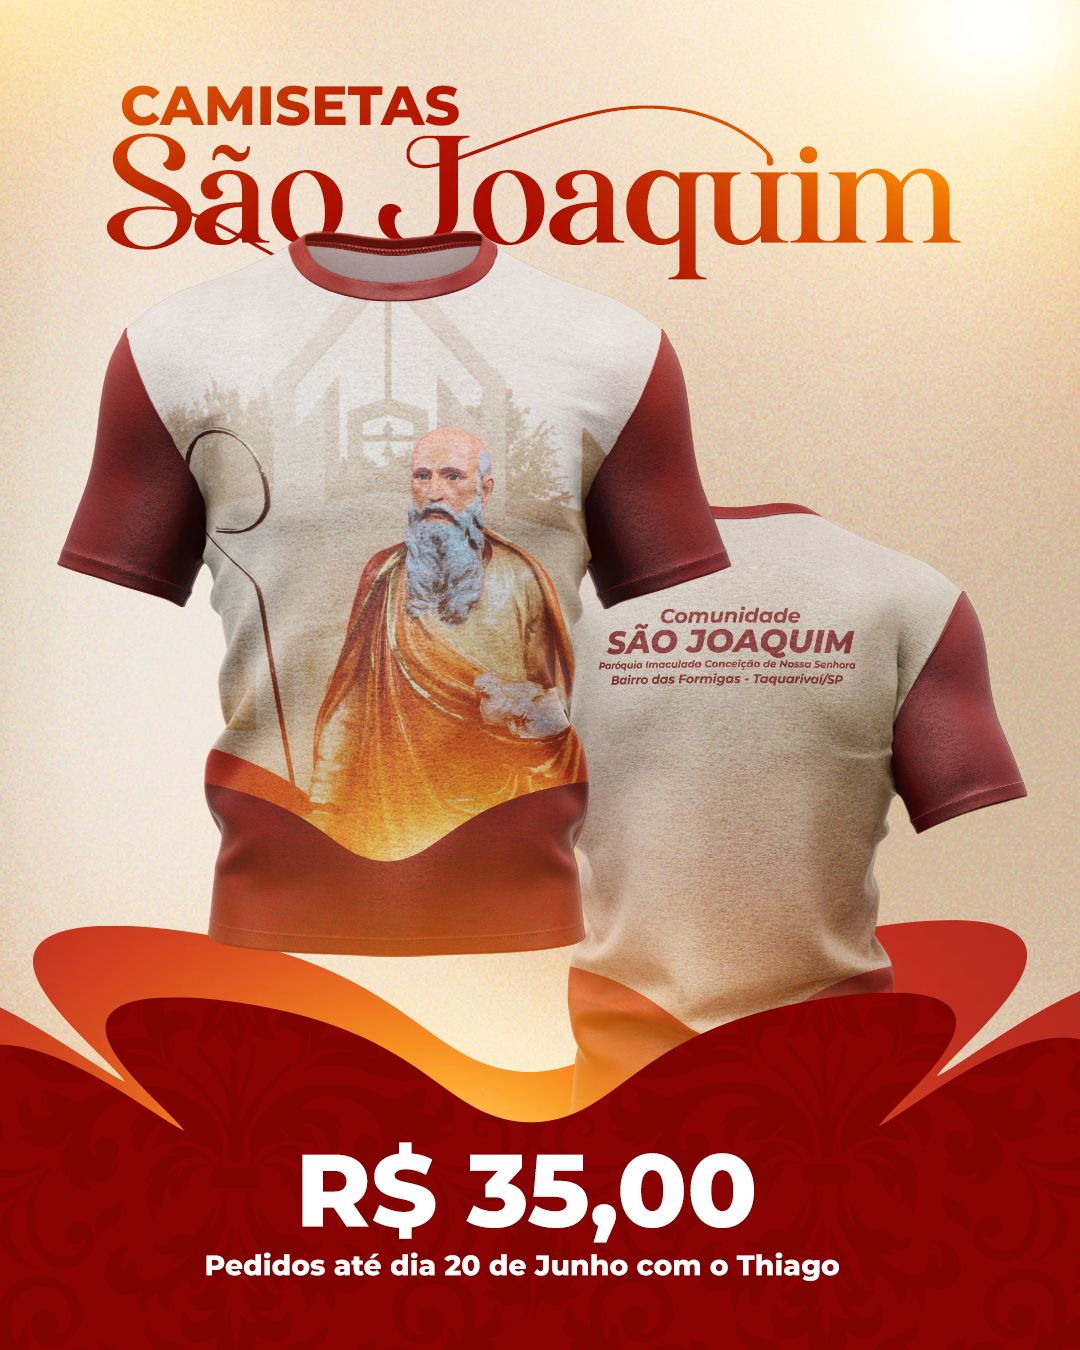 CAMISETAS
São Joaquim
Comunidade
SÃO JOAQUIM
Paróquia Imaculada Conceição de Nossa Senhora
Bairro das Formigas - Taquarivaí/SP
R$ 35,00
Pedidos até dia 20 de Junho com o Thiago